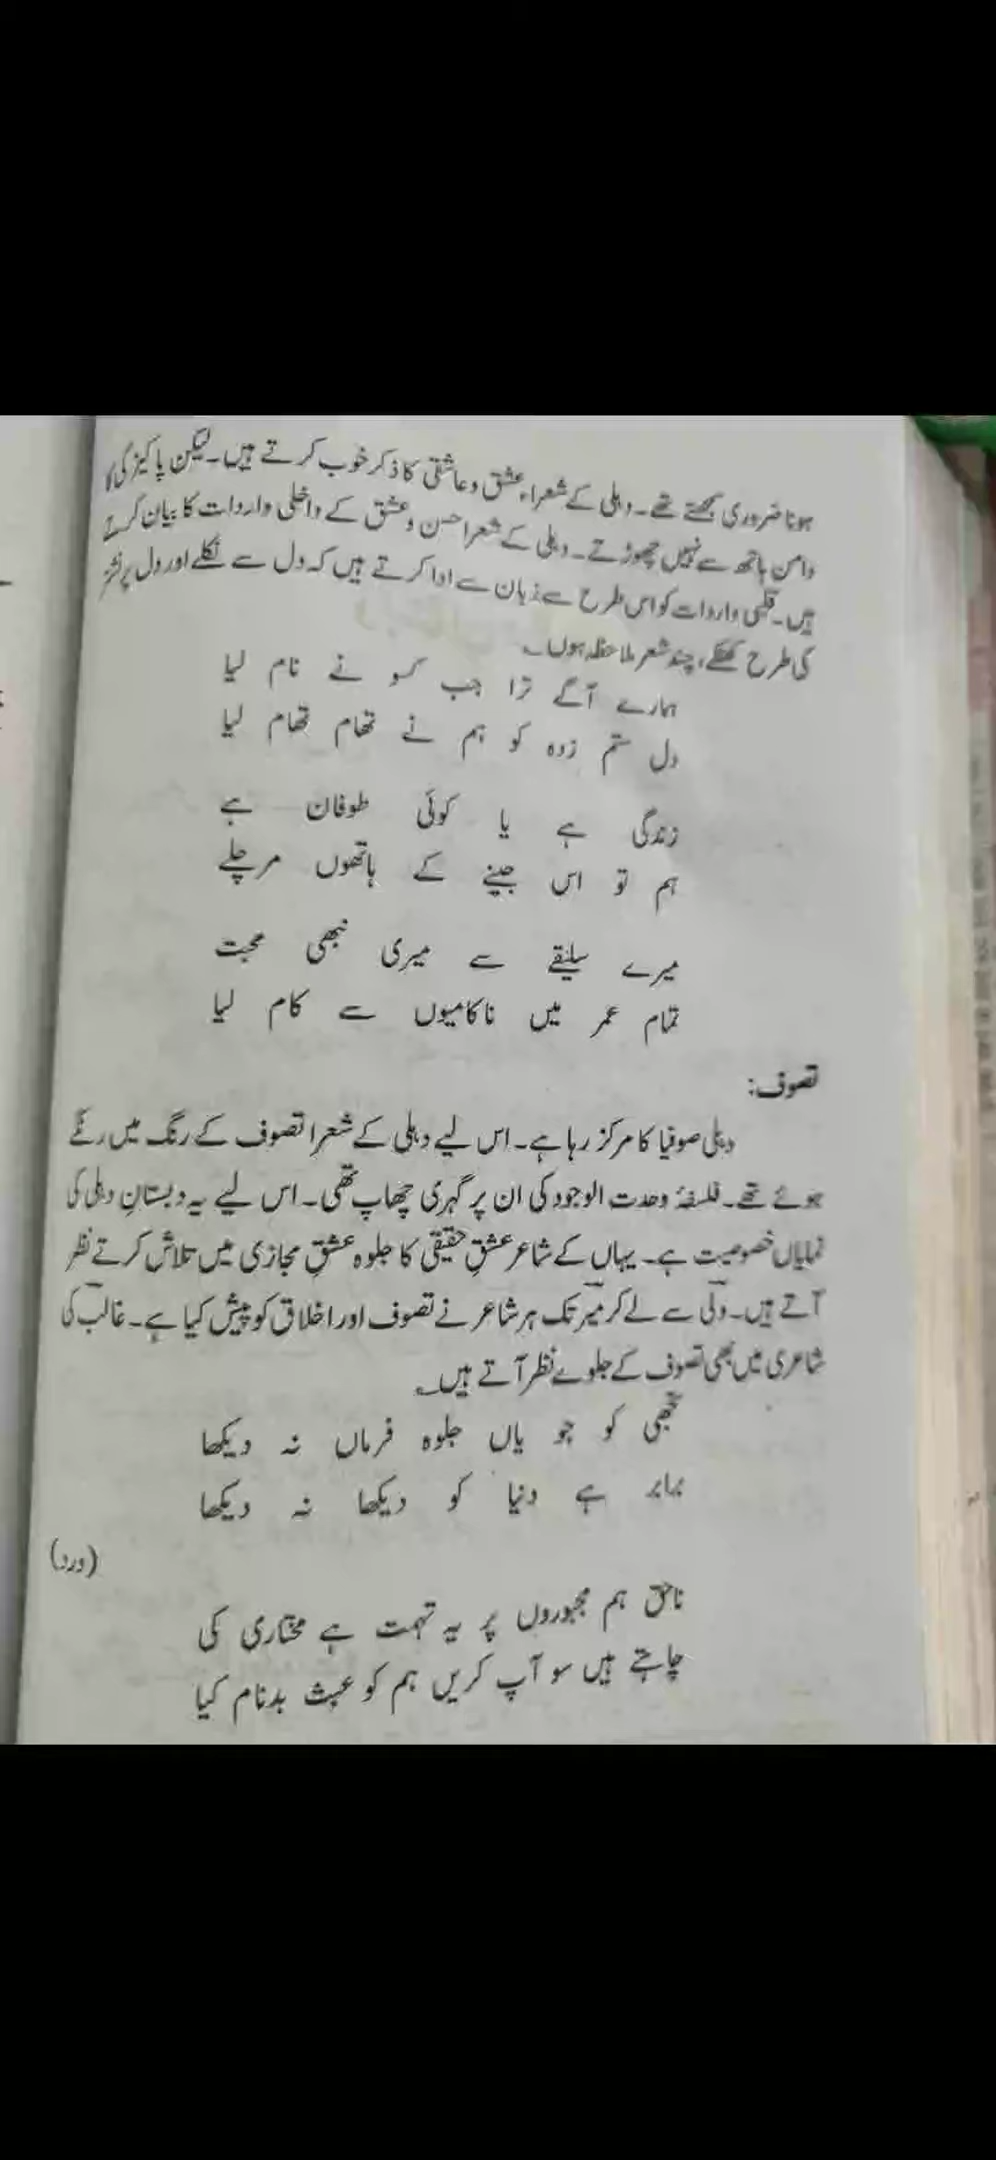 ہونا ضروری سمجھتے تھے۔ دہلی کے شعراء عشق و عاشقی کا ذکر خوب کرتے ہیں۔ لیکن پاکیزگی کا
دامن ہاتھ سے نہیں چھوڑتے۔ دہلی کے شعرا حسن و عشق کے داخلی واردات کا بیان کرتے
ہیں۔ قلبی واردات کو اس طرح سے زبان سے ادا کرتے ہیں کہ دل سے نکلے اور دل پر نشتر
کی طرح کھٹکے، چند شعر ملاحظہ ہوں۔
ہمارے آگے ترا جب کسو نے نام لیا
دل ستم زدہ کو ہم نے تھام تھام لیا
زندگی ہے یا کوئی طوفان ہے
ہم تو اس جینے کے ہاتھوں مر چلے
میرے سلیقے سے میری نبھی محبت
تمام عمر میں ناکامیوں سے کام لیا
تصوف:
دہلی صوفیا کا مرکز رہا ہے۔ اس لیے دہلی کے شعرا تصوف کے رنگ میں رنگے
ہوئے تھے۔ فلسفۂ وحدت الوجود کی ان پر گہری چھاپ تھی۔ اس لیے یہ دبستانِ دہلی کی
نمایاں خصوصیت ہے۔ یہاں کے شاعر عشقِ حقیقی کا جلوہ عشقِ مجازی میں تلاش کرتے نظر
آتے ہیں۔ ولی سے لے کر میر تک ہر شاعر نے تصوف اور اخلاق کو پیش کیا ہے۔ غالب کی
شاعری میں بھی تصوف کے جلوے نظر آتے ہیں۔
تجھی کو جو یاں جلوہ فرماں نہ دیکھا
برابر ہے دنیا کو دیکھا نہ دیکھا
(درد)
ناحق ہم مجبوروں پر یہ تہمت ہے مختاری کی
چاہتے ہیں سو آپ کریں ہم کو عبث بدنام کیا